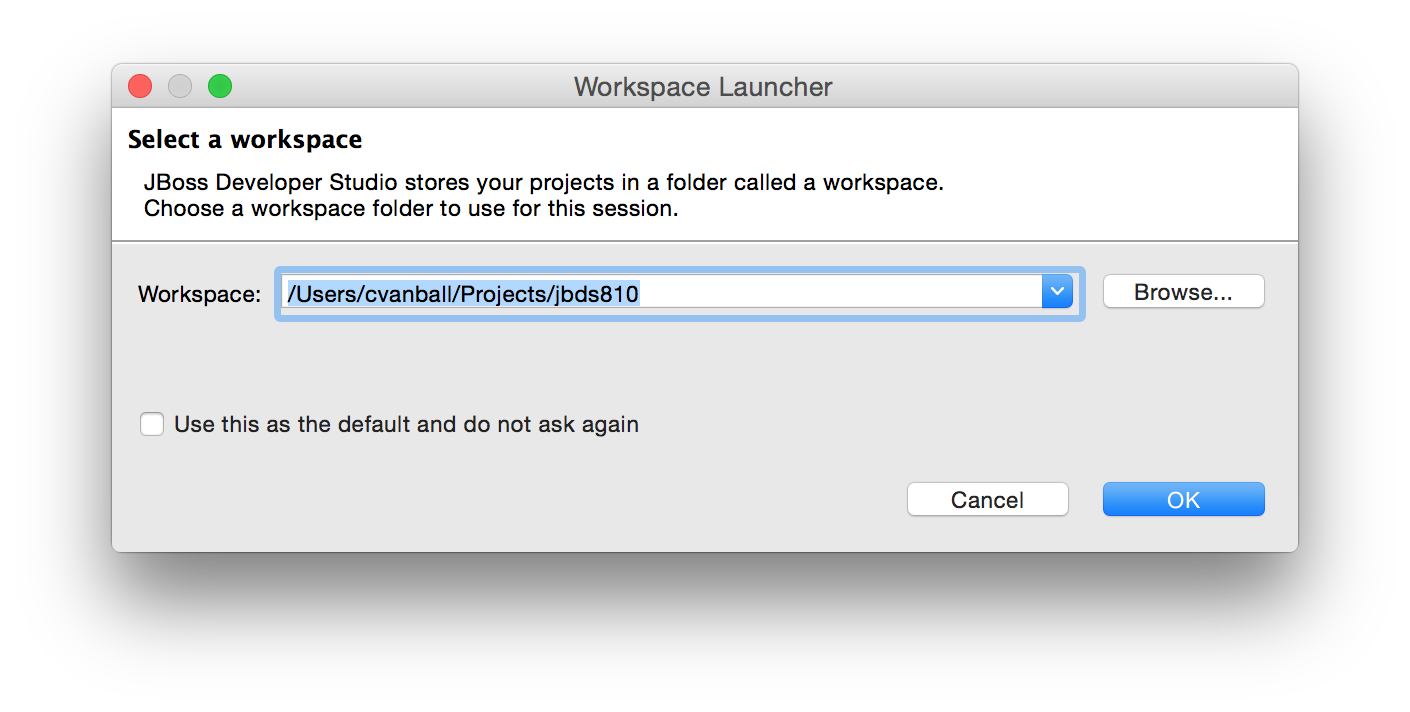 Workspace Launcher
Select a workspace
JBoss Developer Studio stores your projects in a folder called a workspace.
Choose a workspace folder to use for this session.
Workspace: /Users/cvanball/Projects/jbds810 Browse...
Use this as the default and do not ask again
Cancel OK